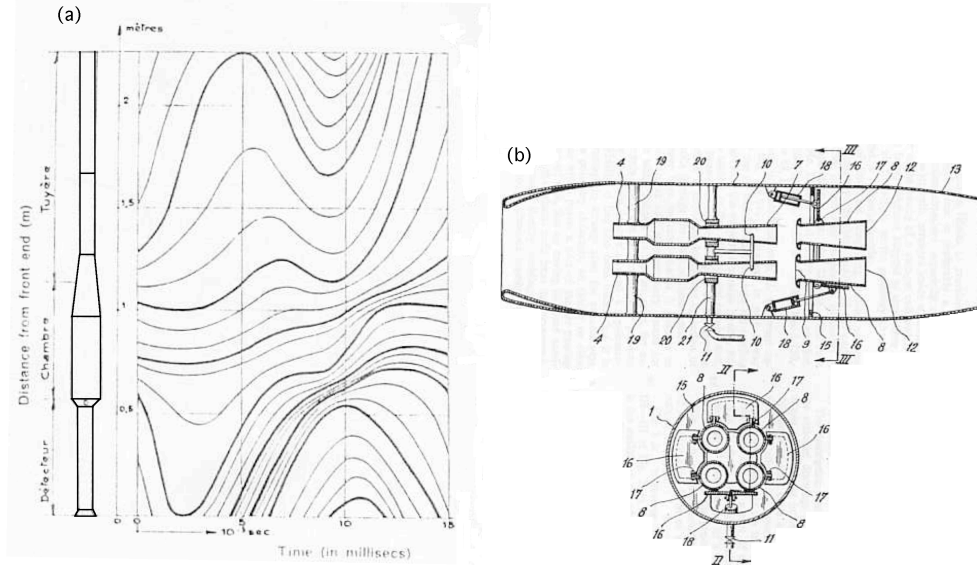 (a)
mètres
Distance from front end (m)
Tuyère
Chambre
Détecteur
2
1,5
1
0,5
0
0
5
10
15
sec
Time (in millisecs)
(b)
III
4 19 20 1 10 7 18 16 17 8 12 13
4 19 20 21 11 10 18 9 15 16 8 12
III
II
15 8 16 17 8
1
16
16
17
17
8
8
16 18 11
II